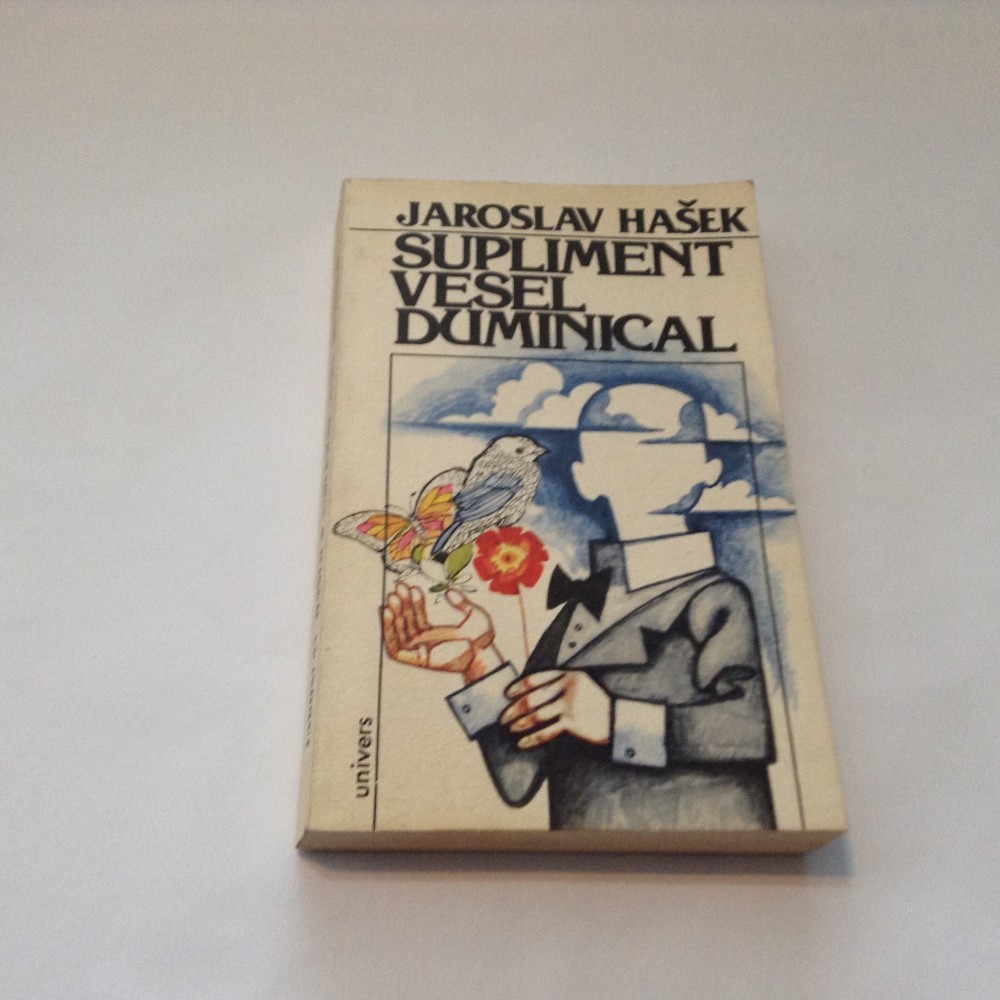 JAROSLAV HAŠEK
SUPLIMENT
VESEL
DUMINICAL
univers